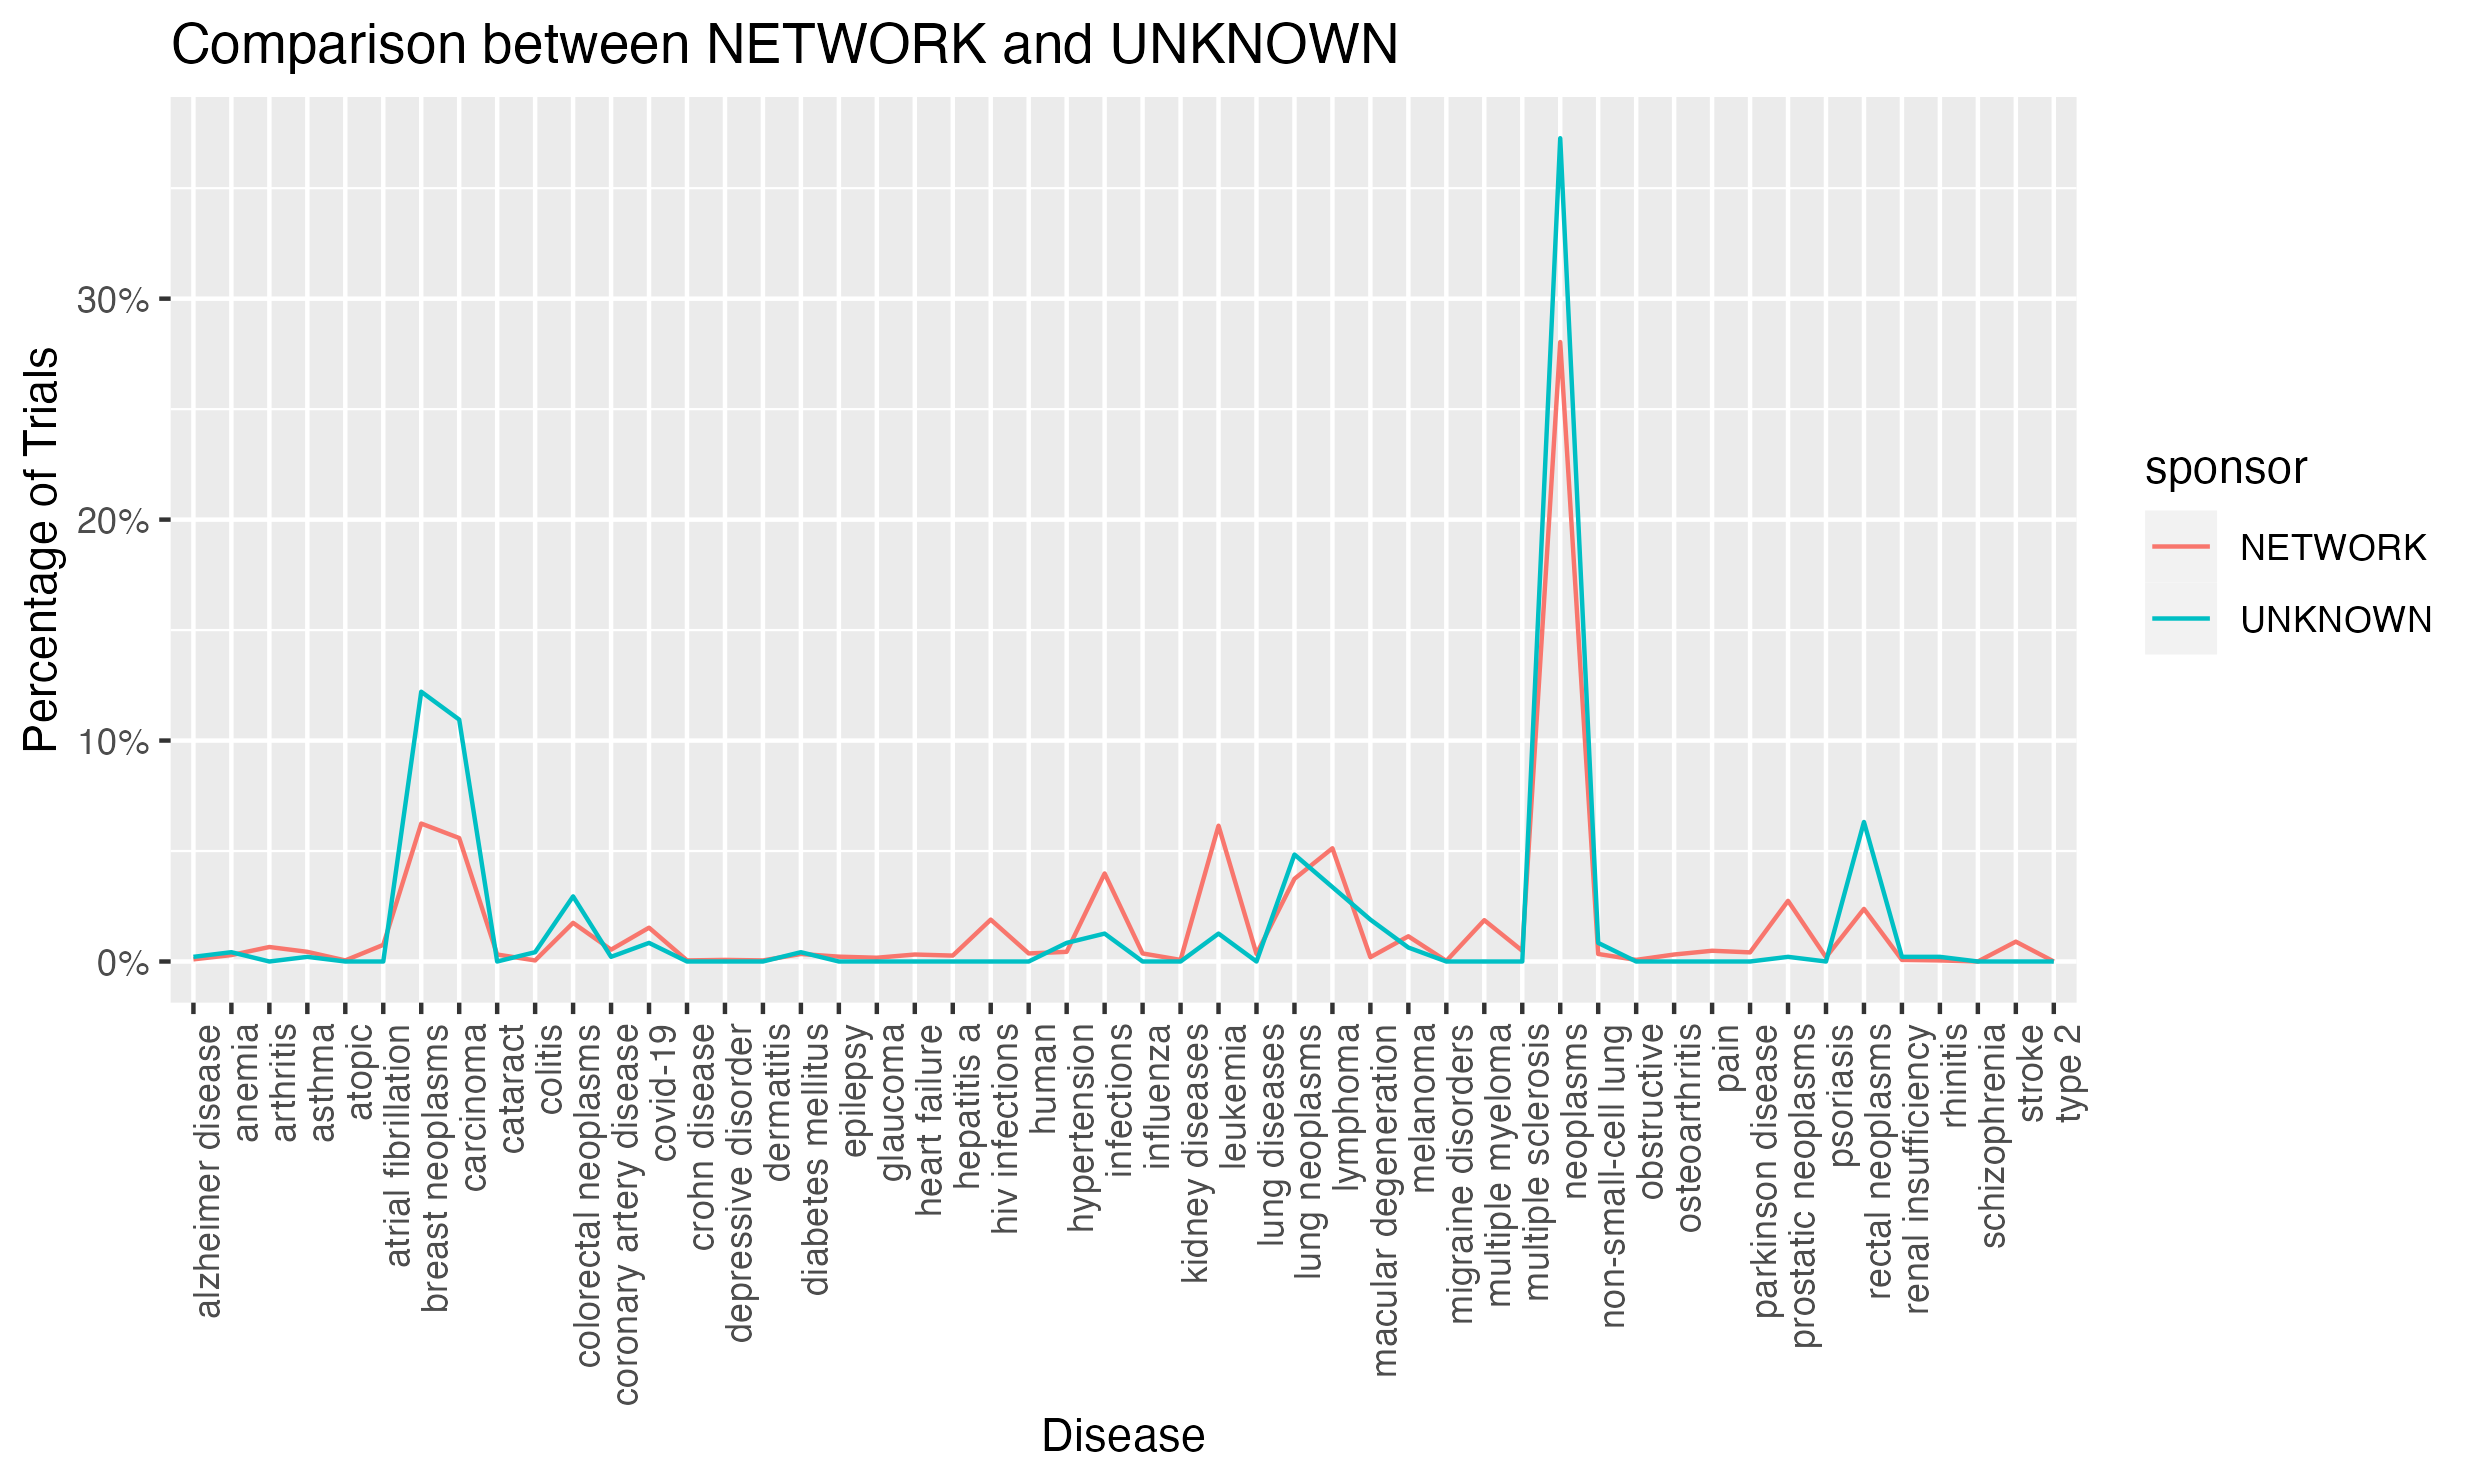 Comparison between NETWORK and UNKNOWN
Percentage of Trials
30%
20%
10%
0%
alzheimer disease
anemia
arthritis
asthma
atopic
atrial fibrillation
breast neoplasms
carcinoma
cataract
colitis
colorectal neoplasms
coronary artery disease
covid-19
crohn disease
depressive disorder
dermatitis
diabetes mellitus
epilepsy
glaucoma
heart failure
hepatitis a
hiv infections
human
hypertension
infections
influenza
kidney diseases
leukemia
lung diseases
lung neoplasms
lymphoma
macular degeneration
melanoma
migraine disorders
multiple myeloma
multiple sclerosis
neoplasms
non-small-cell lung
obstructive
osteoarthritis
pain
parkinson disease
prostatic neoplasms
psoriasis
rectal neoplasms
renal insufficiency
rhinitis
schizophrenia
stroke
type 2
Disease
sponsor
NETWORK
UNKNOWN